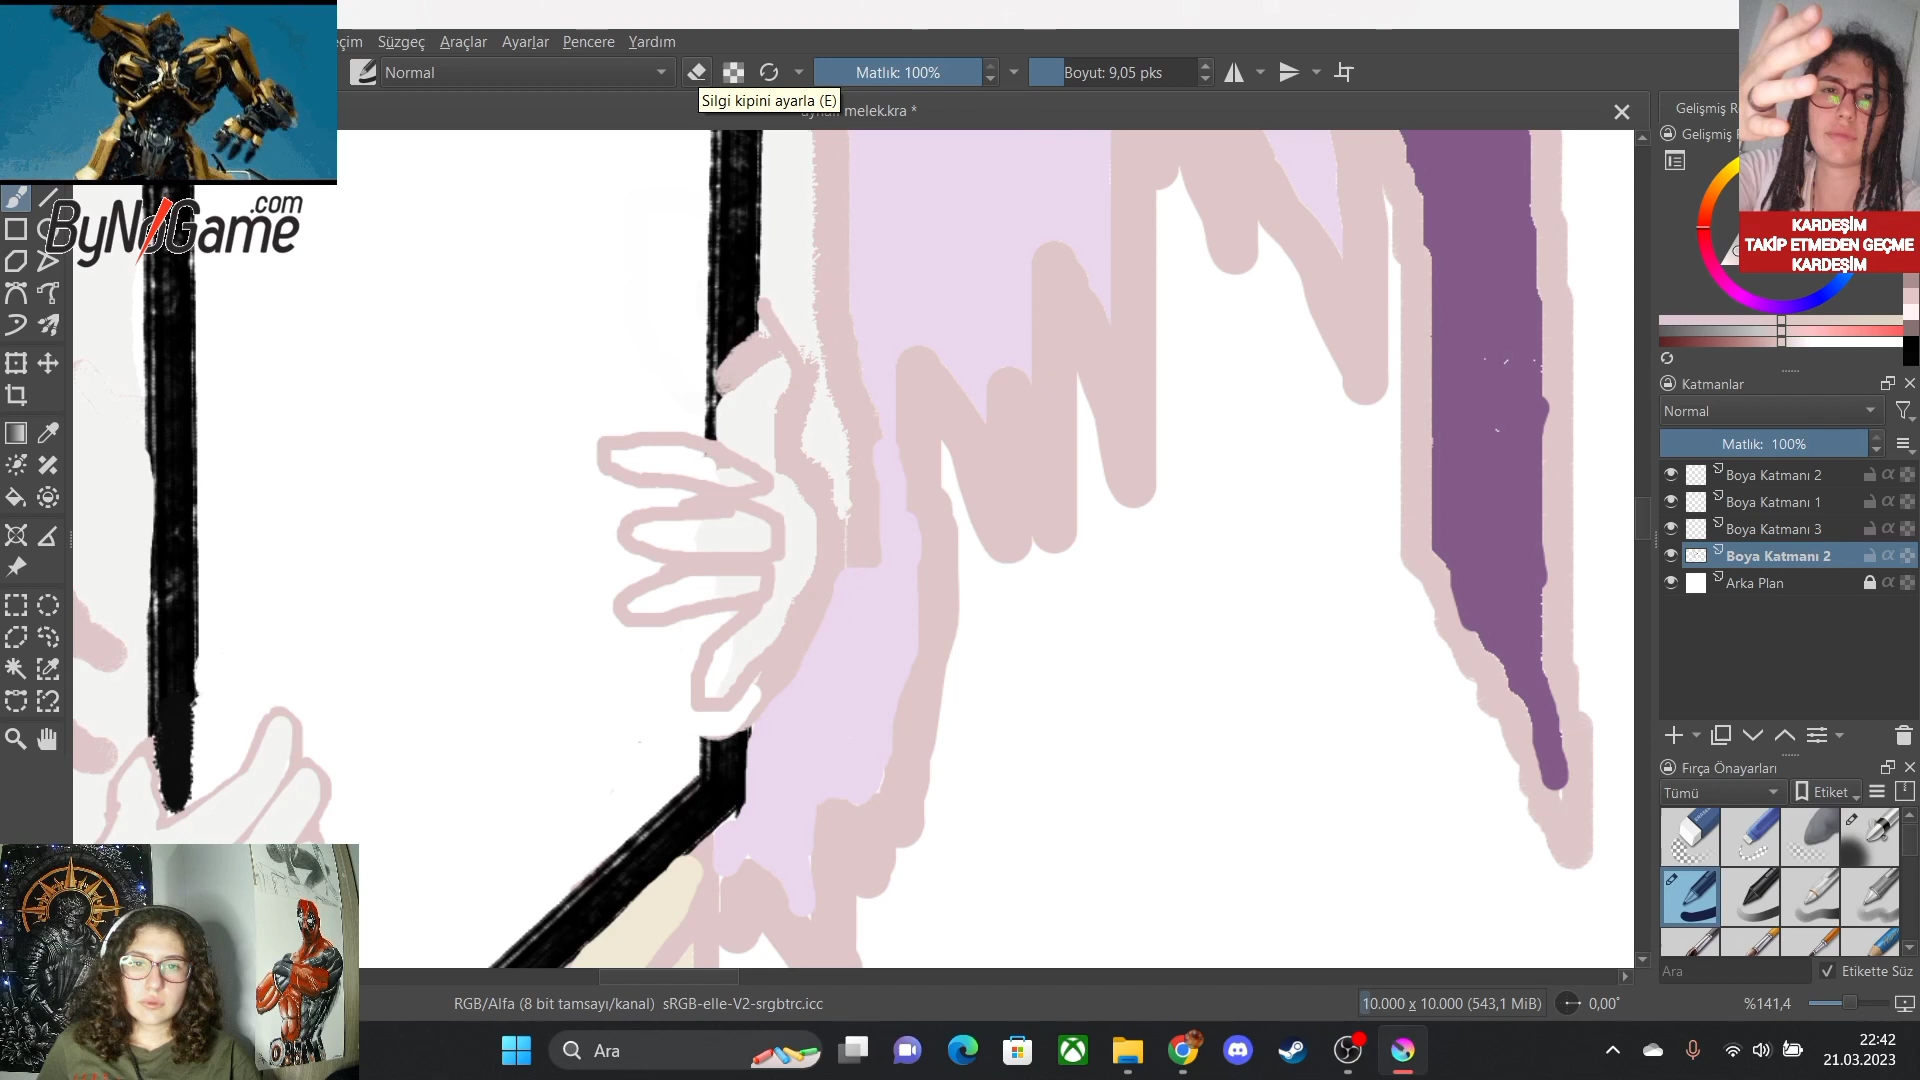 çim Süzgeç Araçlar Ayarlar Pencere Yardım
Normal
Matlık: 100%
Boyut: 9,05 pks
Silgi kipini ayarla (E)
melek.kra *
Gelişmiş R
Gelişmiş
ByNoGame
.com
KARDEŞİM
TAKİP ETMEDEN GEÇME
KARDEŞİM
Katmanlar
Normal
Matlık: 100%
Boya Katmanı 2
Boya Katmanı 1
Boya Katmanı 3
Boya Katmanı 2
Arka Plan
Fırça Önayarları
Tümü
Etiket
Ara
Etikette Süz
RGB/Alfa (8 bit tamsayı/kanal) sRGB-elle-V2-srgbtrc.icc
10.000 x 10.000 (543,1 MiB)
0,00°
%141,4
Ara
22:42
21.03.2023